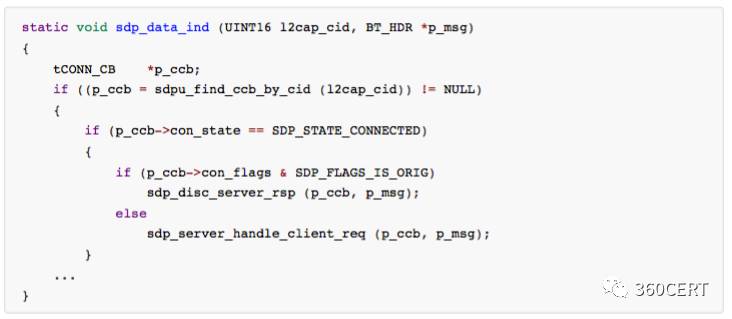 static void sdp_data_ind (UINT16 l2cap_cid, BT_HDR *p_msg)
{
    tCONN_CB    *p_ccb;
    if ((p_ccb = sdpu_find_ccb_by_cid (l2cap_cid)) != NULL)
    {
        if (p_ccb->con_state == SDP_STATE_CONNECTED)
        {
            if (p_ccb->con_flags & SDP_FLAGS_IS_ORIG)
                sdp_disc_server_rsp (p_ccb, p_msg);
            else
                sdp_server_handle_client_req (p_ccb, p_msg);
        }
    ...
}
360CERT